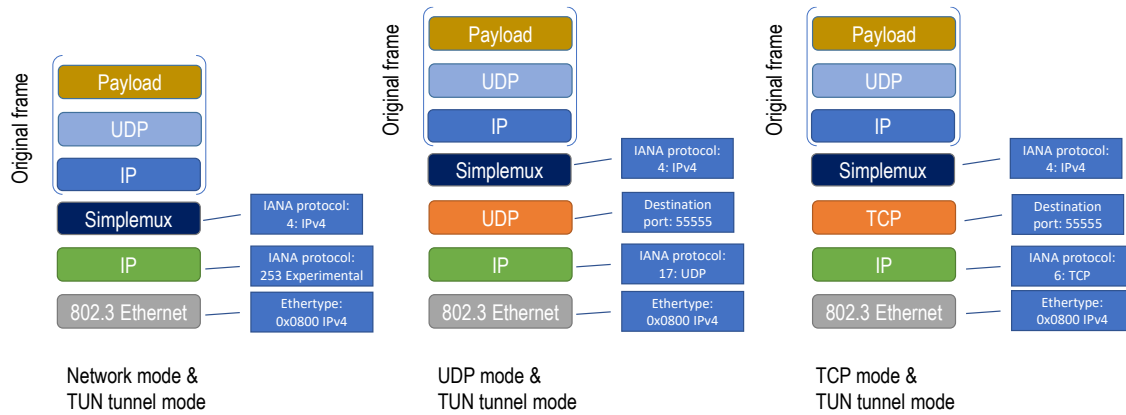 Original frame
Payload
UDP
IP
Simplemux
IANA protocol:
4: IPv4
IP
IANA protocol:
253 Experimental
802.3 Ethernet
Ethertype:
0x0800 IPv4
Network mode &
TUN tunnel mode
Original frame
Payload
UDP
IP
Simplemux
IANA protocol:
4: IPv4
UDP
Destination
port: 55555
IP
IANA protocol:
17: UDP
802.3 Ethernet
Ethertype:
0x0800 IPv4
UDP mode &
TUN tunnel mode
Original frame
Payload
UDP
IP
Simplemux
IANA protocol:
4: IPv4
TCP
Destination
port: 55555
IP
IANA protocol:
6: TCP
802.3 Ethernet
Ethertype:
0x0800 IPv4
TCP mode &
TUN tunnel mode